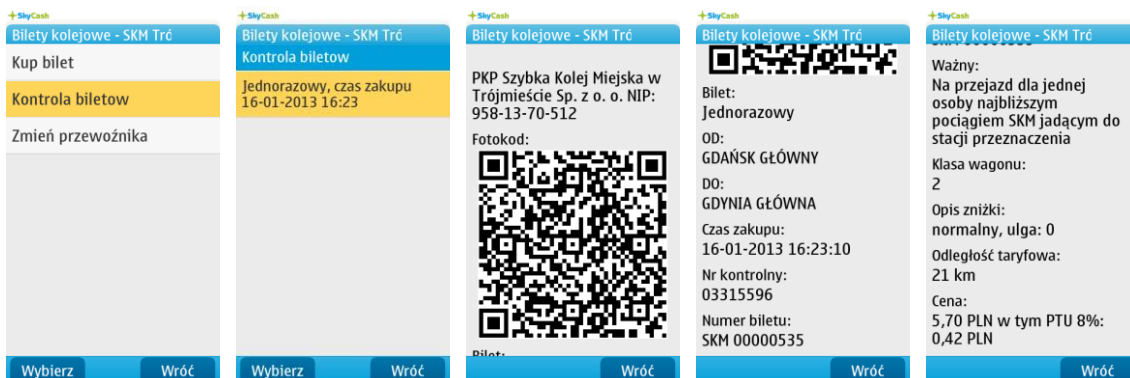 SkyCash
Bilety kolejowe - SKM Tró
Kup bilet
Kontrola biletow
Zmień przewoźnika
Wybierz
Wróć
SkyCash
Bilety kolejowe - SKM Tró
Kontrola biletow
Jednorazowy, czas zakupu
16-01-2013 16:23
Wybierz
Wróć
SkyCash
Bilety kolejowe - SKM Tró
PKP Szybka Kolej Miejska w
Trójmieście Sp. z o. o. NIP:
958-13-70-512
Fotokod:
Bilet:
Wróć
SkyCash
Bilety kolejowe - SKM Tró
Bilet:
Jednorazowy
OD:
GDAŃSK GŁÓWNY
DO:
GDYNIA GŁÓWNA
Czas zakupu:
16-01-2013 16:23:10
Nr kontrolny:
03315596
Numer biletu:
SKM 00000535
Wróć
SkyCash
Bilety kolejowe - SKM Tró
Ważny:
Na przejazd dla jednej
osoby najbliższym
pociągiem SKM jadącym do
stacji przeznaczenia
Klasa wagonu:
2
Opis zniżki:
normalny, ulga: 0
Odległość taryfowa:
21 km
Cena:
5,70 PLN w tym PTU 8%:
0,42 PLN
Wróć